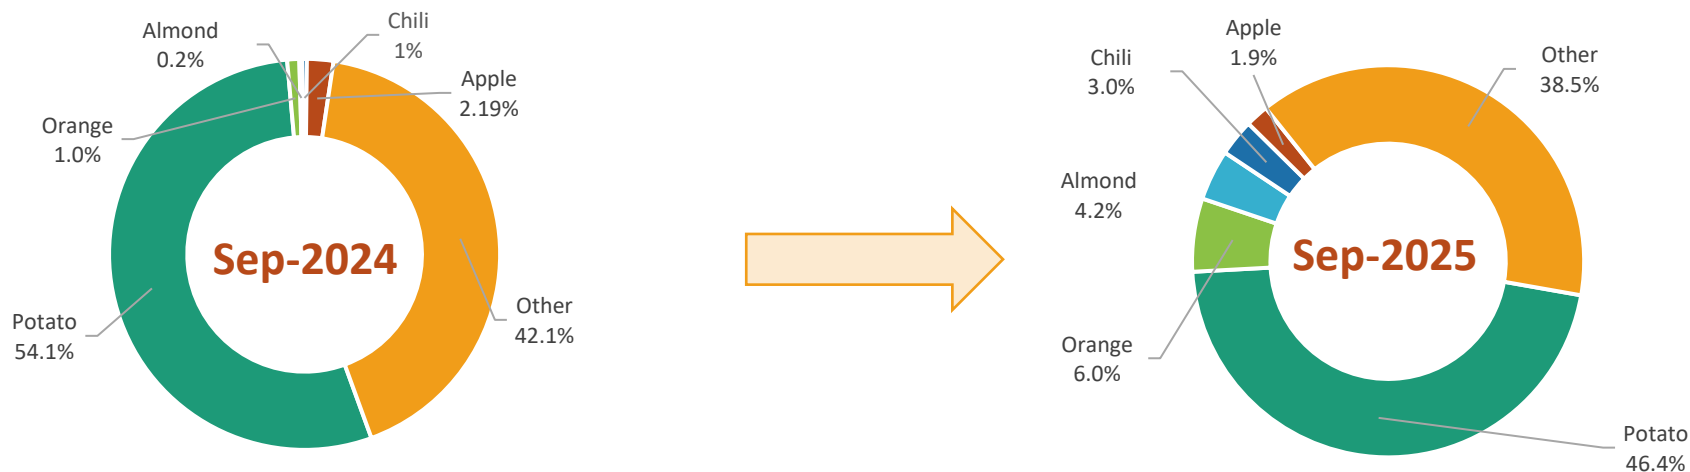 Almond
0.2%
Chili
1%
Apple
2.19%
Orange
1.0%
Sep-2024
Other
42.1%
Potato
54.1%
Apple
1.9%
Other
38.5%
Chili
3.0%
Almond
4.2%
Sep-2025
Orange
6.0%
Potato
46.4%